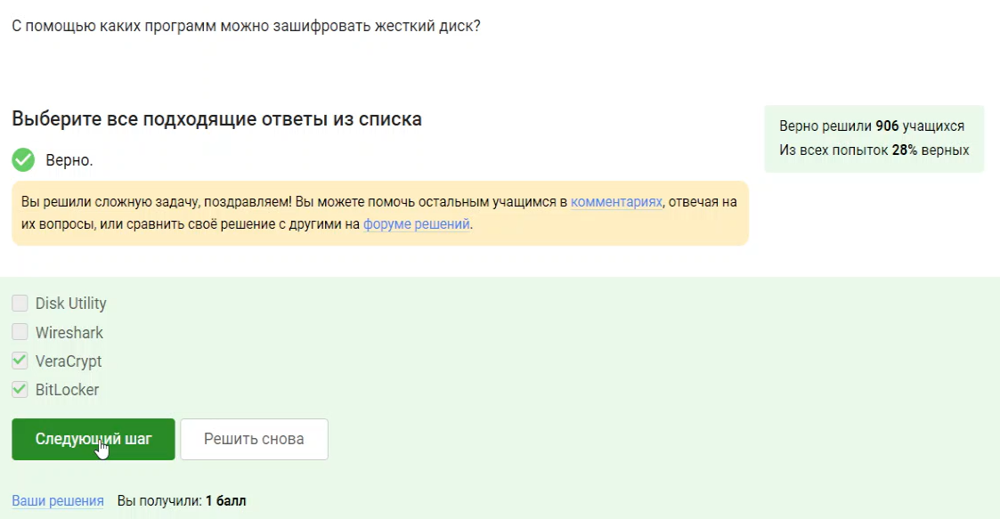 С помощью каких программ можно зашифровать жесткий диск?
Выберите все подходящие ответы из списка
Верно.
Вы решили сложную задачу, поздравляем! Вы можете помочь остальным учащимся в комментариях, отвечая на
их вопросы, или сравнить своё решение с другими на форуме решений.
Верно решили 906 учащихся
Из всех попыток 28% верных
Disk Utility
Wireshark
VeraCrypt
BitLocker
Следующий шаг
Решить снова
Ваши решения Вы получили: 1 балл